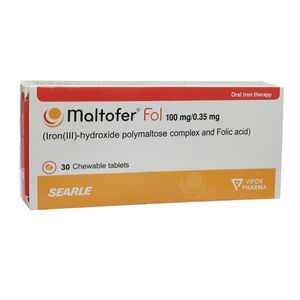 Oral iron therapy
Maltofer® Fol 100 mg/0.35 mg
(Iron(III)-hydroxide polymaltose complex and Folic acid)
30 Chewable tablets
SEARLE
VIFOR
PHARMA